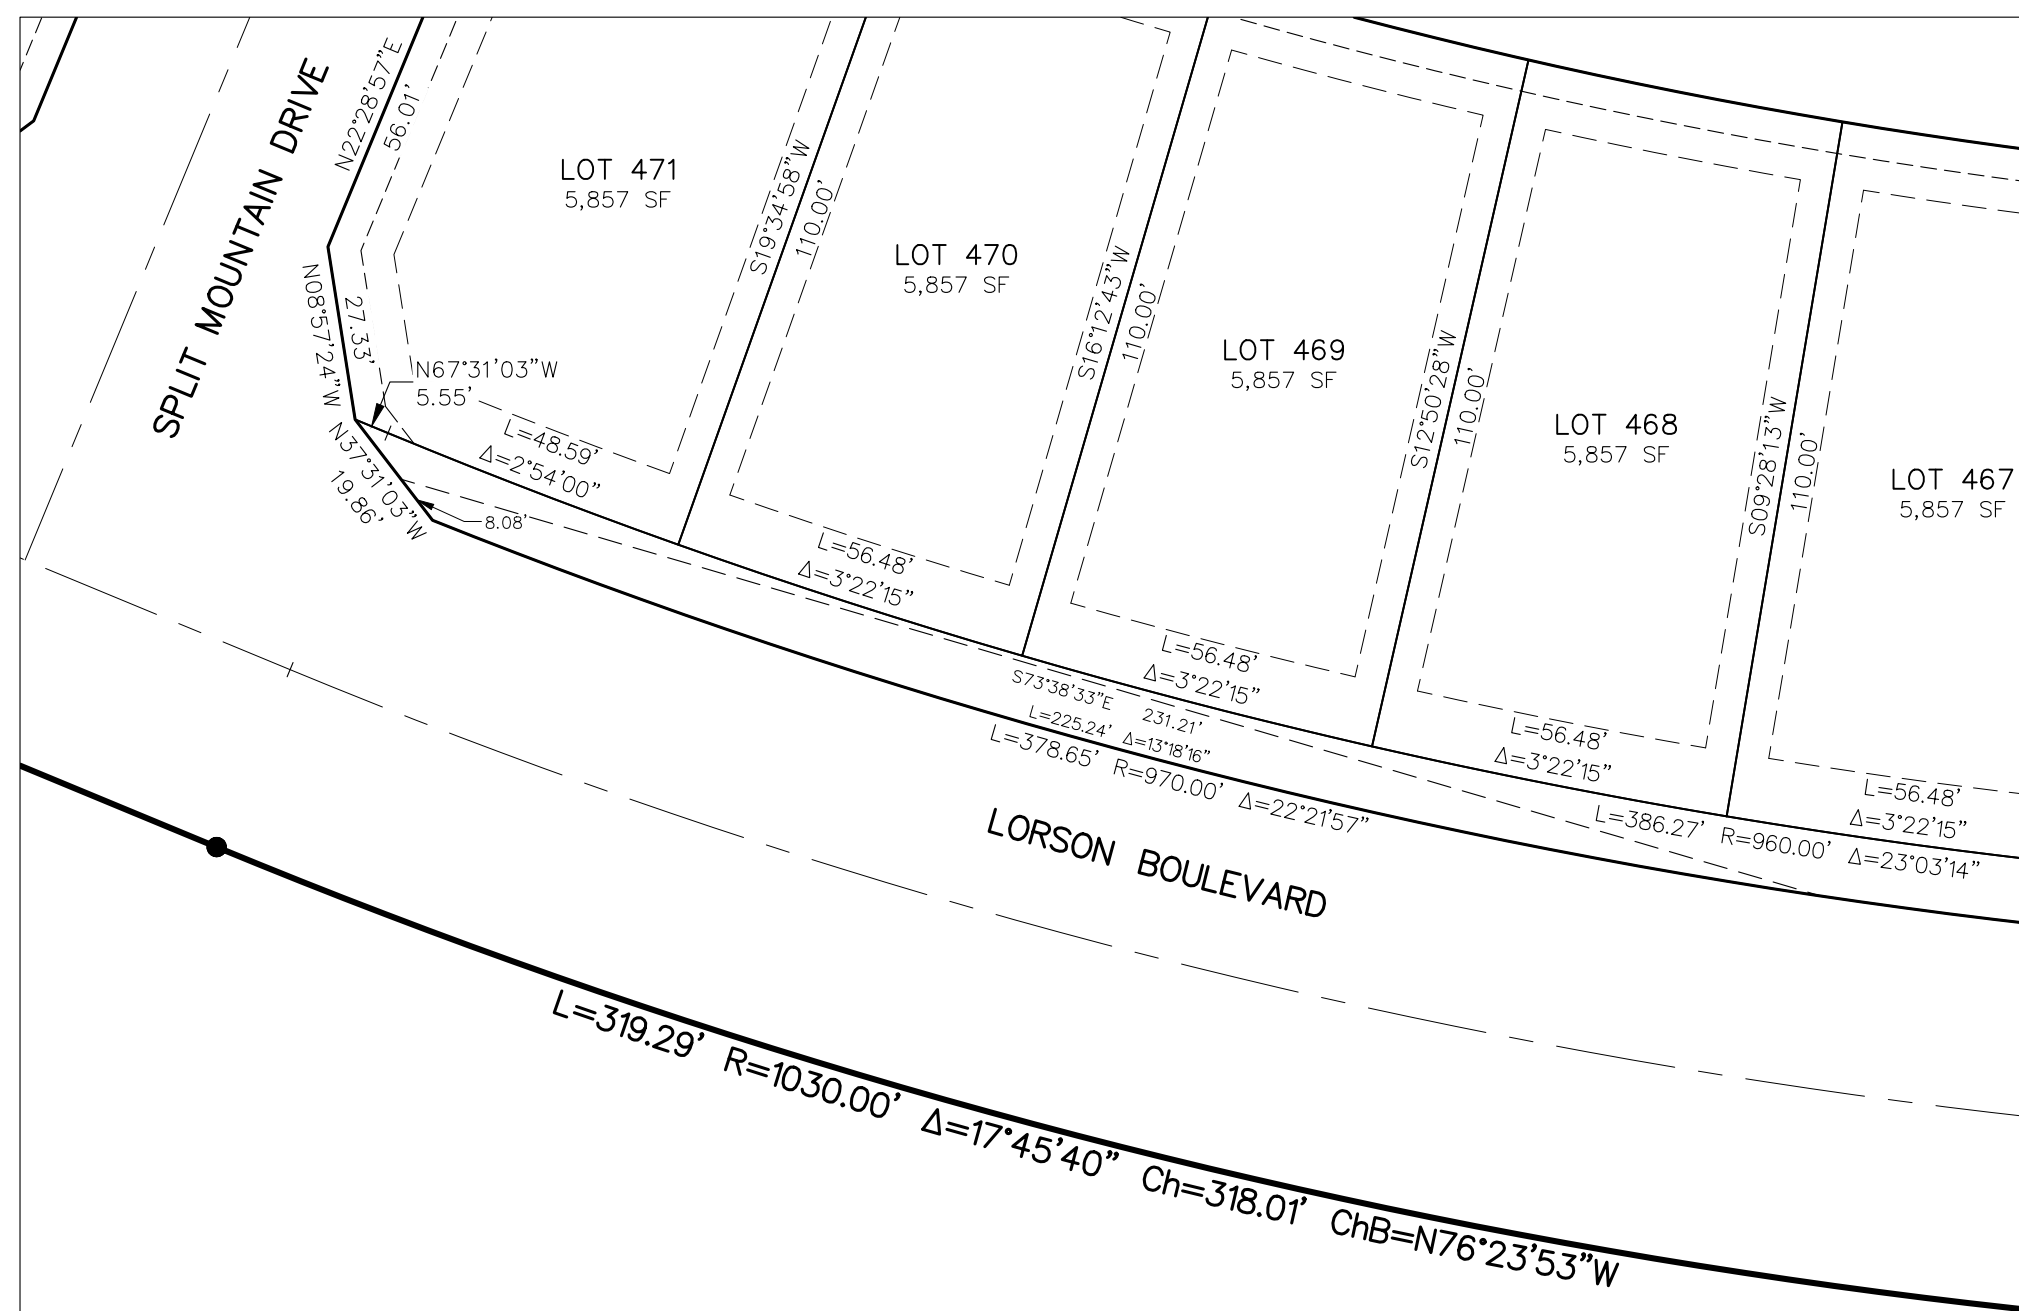 SPLIT MOUNTAIN DRIVE
N22°28'57"E
56.01'
N08°57'24"W
27.33'
N67°31'03"W
5.55'
N37°31'03"W
19.86'
8.08'
LOT 471
5,857 SF
L=48.59'
Δ=2°54'00"
S19°34'58"W
110.00'
LOT 470
5,857 SF
L=56.48'
Δ=3°22'15"
S16°12'43"W
110.00'
LOT 469
5,857 SF
L=56.48'
Δ=3°22'15"
S12°50'28"W
110.00'
LOT 468
5,857 SF
L=56.48'
Δ=3°22'15"
S09°28'13"W
110.00'
LOT 467
5,857 SF
L=56.48'
Δ=3°22'15"
S73°38'33"E 231.21'
L=225.24' Δ=13°18'16"
L=378.65' R=970.00' Δ=22°21'57"
L=386.27' R=960.00' Δ=23°03'14"
LORSON BOULEVARD
L=319.29' R=1030.00' Δ=17°45'40" Ch=318.01' ChB=N76°23'53"W